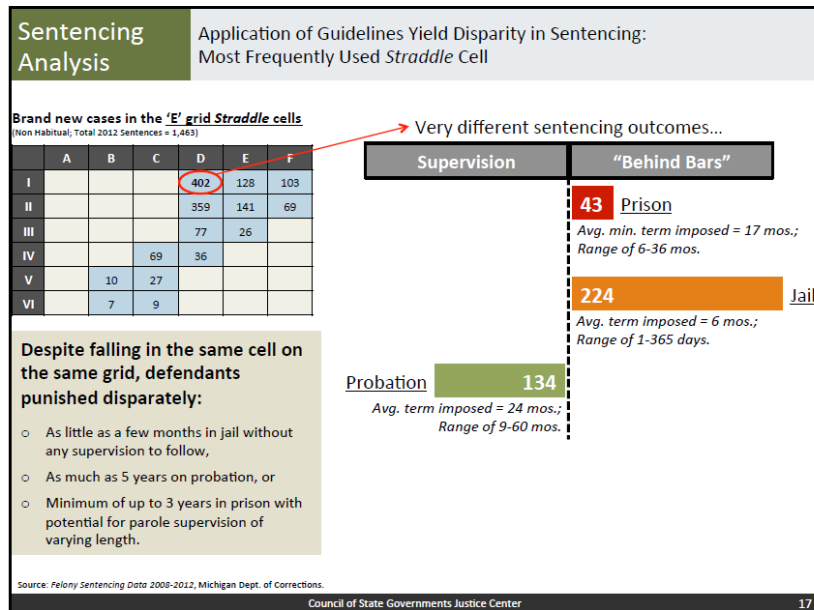 Sentencing
Analysis
Application of Guidelines Yield Disparity in Sentencing:
Most Frequently Used Straddle Cell
Brand new cases in the ‘E’ grid Straddle cells
(Non Habitual; Total 2012 Sentences = 1,463)
A B C D E F
I 402 128 103
II 359 141 69
III 77 26
IV 69 36
V 10 27
VI 7 9
Despite falling in the same cell on
the same grid, defendants
punished disparately:
o As little as a few months in jail without
any supervision to follow,
o As much as 5 years on probation, or
o Minimum of up to 3 years in prison with
potential for parole supervision of
varying length.
Very different sentencing outcomes…
Supervision “Behind Bars”
43 Prison
Avg. min. term imposed = 17 mos.;
Range of 6-36 mos.
224 Jail
Avg. term imposed = 6 mos.;
Range of 1-365 days.
Probation 134
Avg. term imposed = 24 mos.;
Range of 9-60 mos.
Source: Felony Sentencing Data 2008-2012, Michigan Dept. of Corrections.
Council of State Governments Justice Center 17